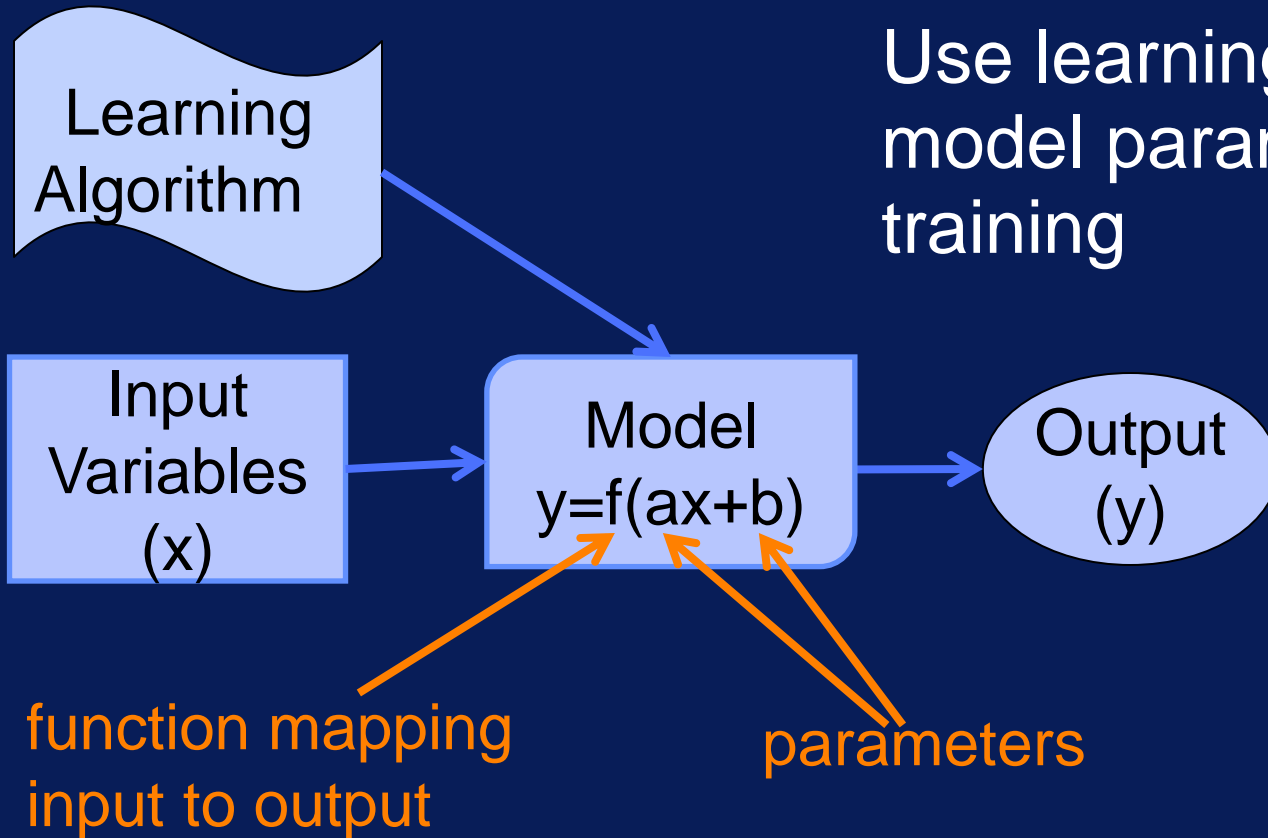 Learning
Algorithm
Use learning
model para
training
Input
Variables
(x)
Model
y=f(ax+b)
Output
(y)
function mapping
input to output
parameters